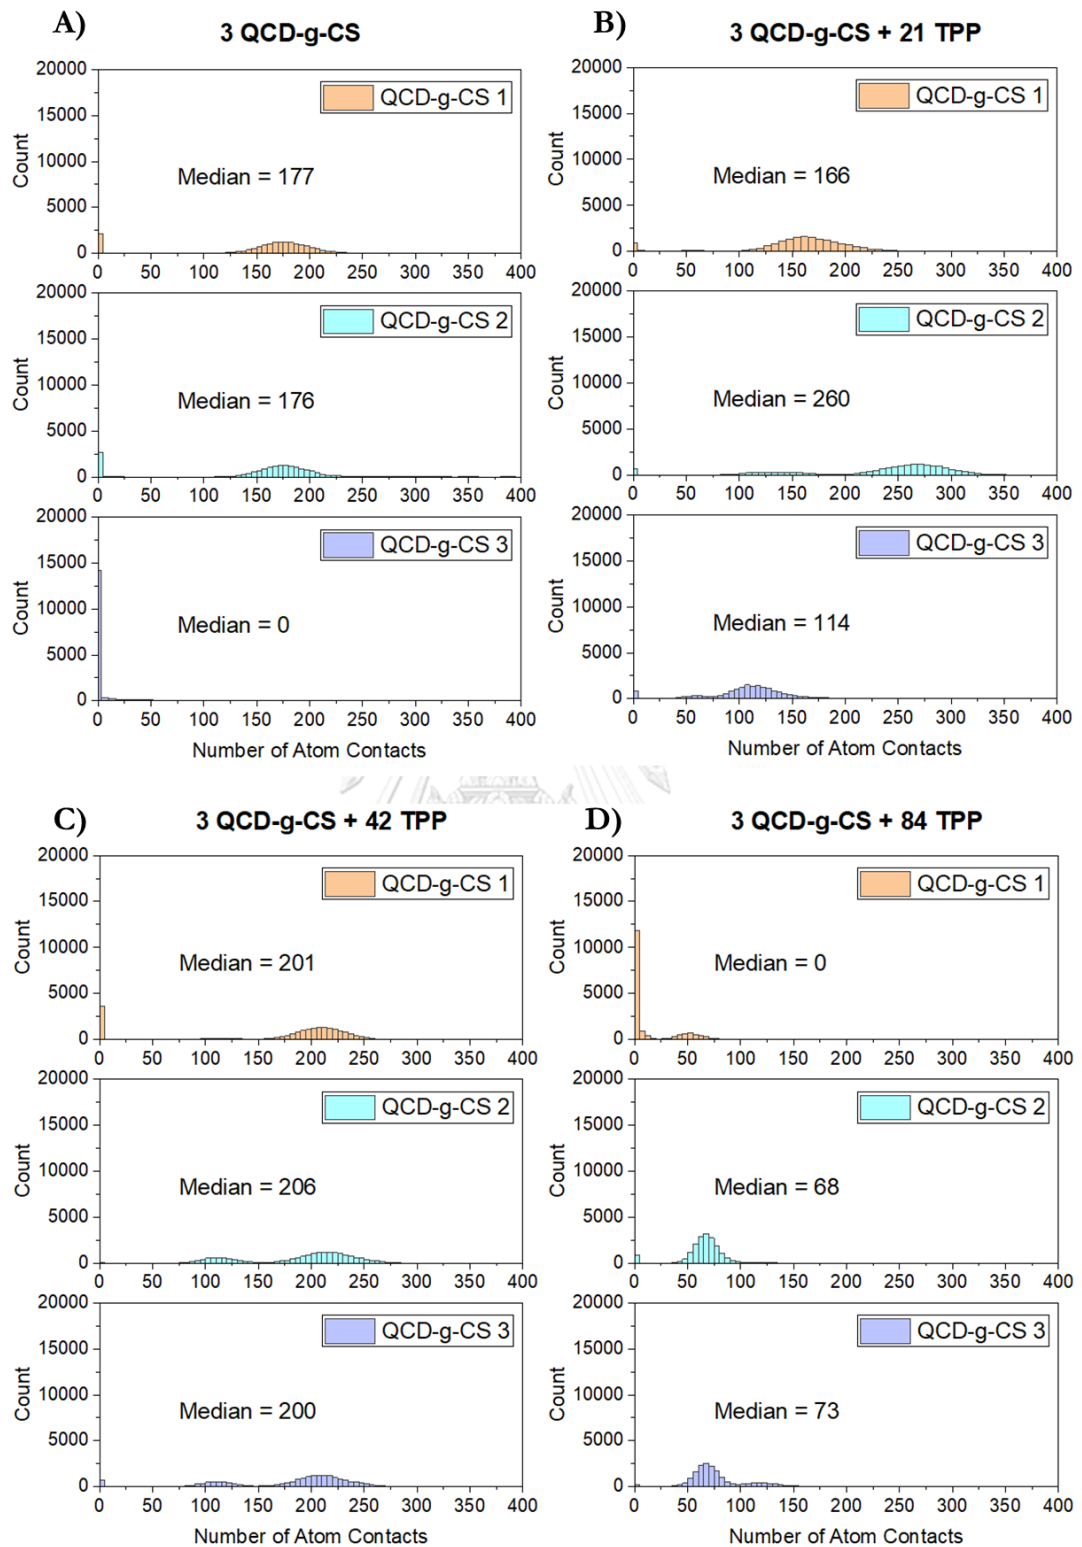 A)
3 QCD-g-CS
20000
15000
10000
5000
0
Count
QCD-g-CS 1
Median = 177
0 50 100 150 200 250 300 350 400
20000
15000
10000
5000
0
Count
QCD-g-CS 2
Median = 176
0 50 100 150 200 250 300 350 400
20000
15000
10000
5000
0
Count
QCD-g-CS 3
Median = 0
0 50 100 150 200 250 300 350 400
Number of Atom Contacts
B)
3 QCD-g-CS + 21 TPP
20000
15000
10000
5000
0
Count
QCD-g-CS 1
Median = 166
0 50 100 150 200 250 300 350 400
20000
15000
10000
5000
0
Count
QCD-g-CS 2
Median = 260
0 50 100 150 200 250 300 350 400
20000
15000
10000
5000
0
Count
QCD-g-CS 3
Median = 114
0 50 100 150 200 250 300 350 400
Number of Atom Contacts
C)
3 QCD-g-CS + 42 TPP
20000
15000
10000
5000
0
Count
QCD-g-CS 1
Median = 201
0 50 100 150 200 250 300 350 400
20000
15000
10000
5000
0
Count
QCD-g-CS 2
Median = 206
0 50 100 150 200 250 300 350 400
20000
15000
10000
5000
0
Count
QCD-g-CS 3
Median = 200
0 50 100 150 200 250 300 350 400
Number of Atom Contacts
D)
3 QCD-g-CS + 84 TPP
20000
15000
10000
5000
0
Count
QCD-g-CS 1
Median = 0
0 50 100 150 200 250 300 350 400
20000
15000
10000
5000
0
Count
QCD-g-CS 2
Median = 68
0 50 100 150 200 250 300 350 400
20000
15000
10000
5000
0
Count
QCD-g-CS 3
Median = 73
0 50 100 150 200 250 300 350 400
Number of Atom Contacts